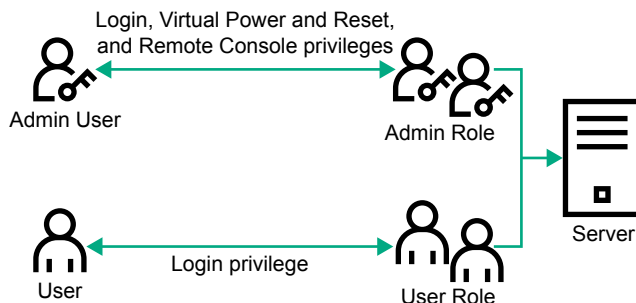 Login, Virtual Power and Reset,
and Remote Console privileges
Admin User
Admin Role
Server
Login privilege
User
User Role